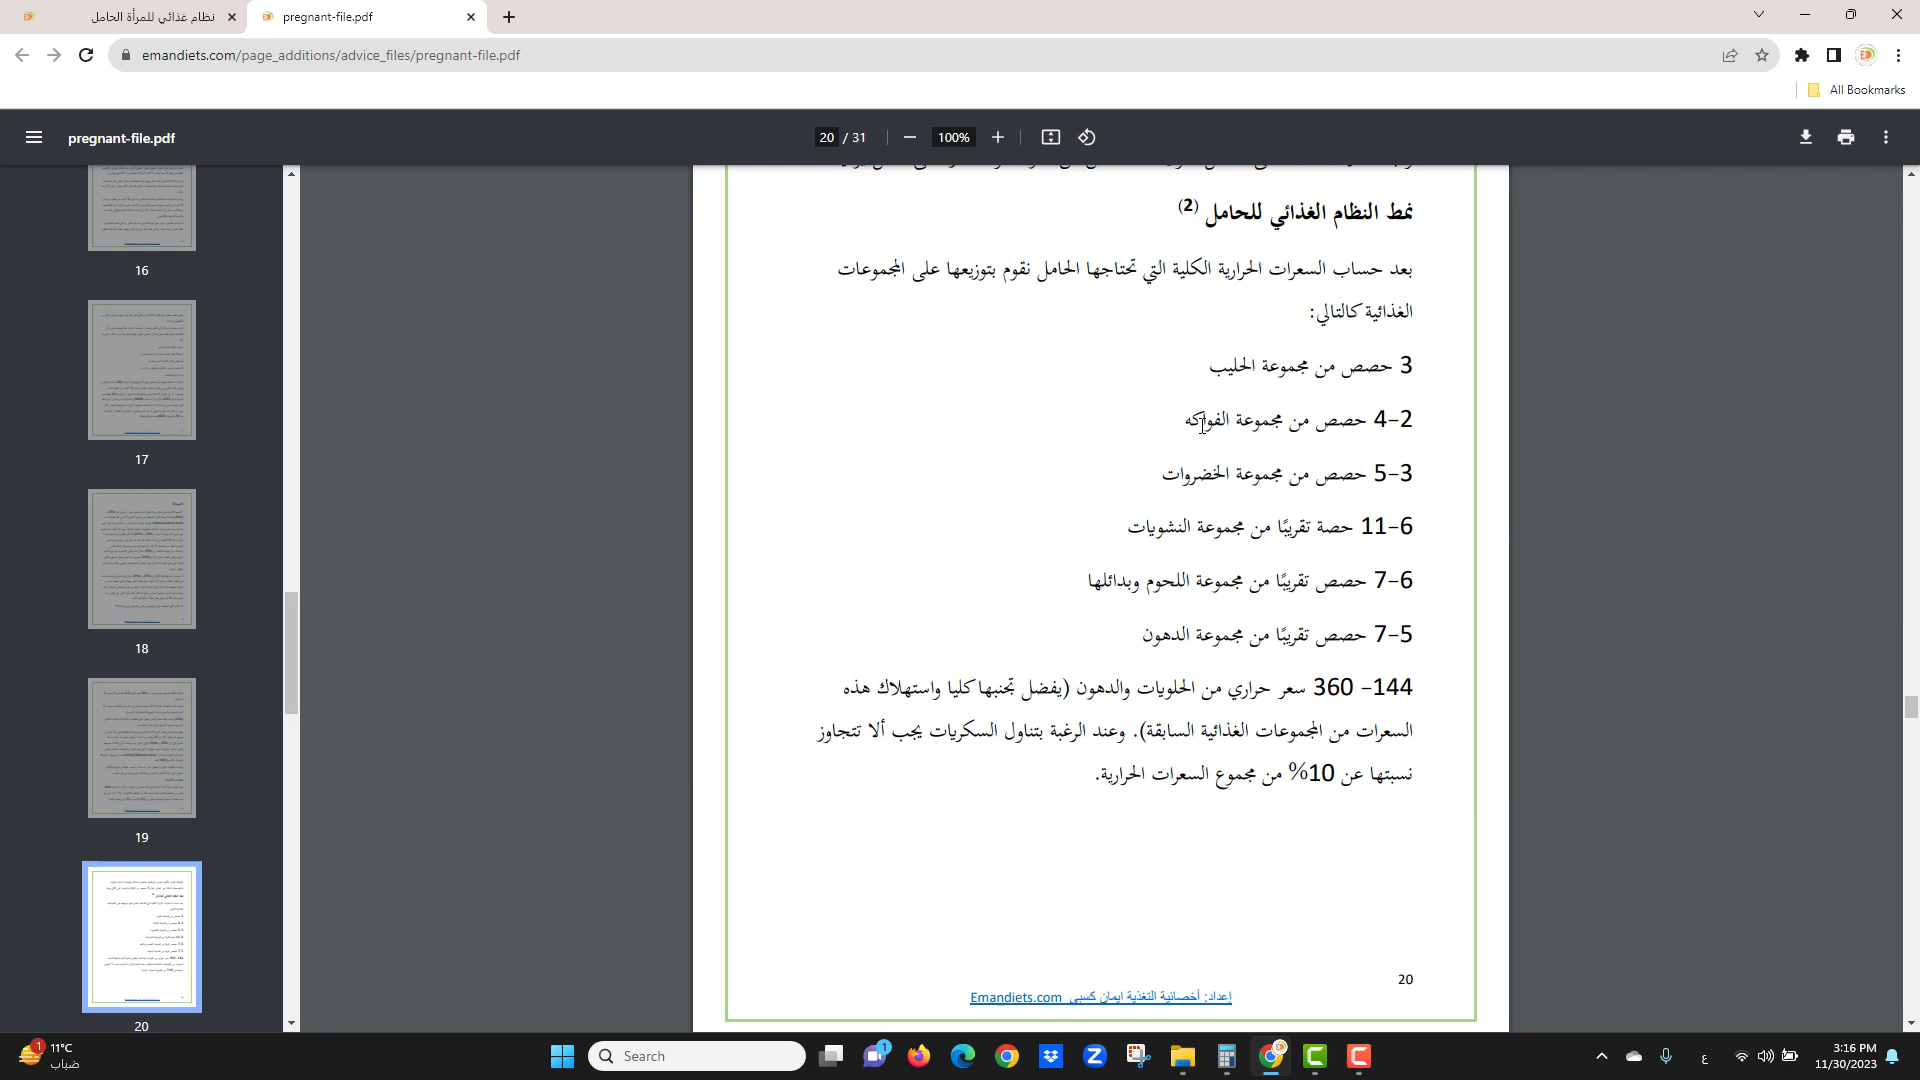 نظام غذائي للمرأة الحامل
pregnant-file.pdf
emandiets.com/page_additions/advice_files/pregnant-file.pdf
All Bookmarks
pregnant-file.pdf
20 / 31
100%
16
17
18
19
20
نمط النظام الغذائي للحامل (2)
بعد حساب السعرات الحرارية الكلية التي تحتاجها الحامل نقوم بتوزيعها على المجموعات
الغذائية كالتالي:
3 حصص من مجموعة الحليب
2-4 حصص من مجموعة الفواكه
3-5 حصص من مجموعة الخضروات
6-11 حصة تقريبًا من مجموعة النشويات
6-7 حصص تقريبًا من مجموعة اللحوم وبدائلها
5-7 حصص تقريبًا من مجموعة الدهون
144- 360 سعر حراري من الحلويات والدهون (يفضل تجنبها كليا واستهلاك هذه
السعرات من المجموعات الغذائية السابقة). وعند الرغبة بتناول السكريات يجب ألا تتجاوز
نسبتها عن 10% من مجموع السعرات الحرارية.
20
إعداد: أخصائية التغذية ايمان كسبي Emandiets.com
1
11°C
ضباب
Search
1
ع
3:16 PM
11/30/2023